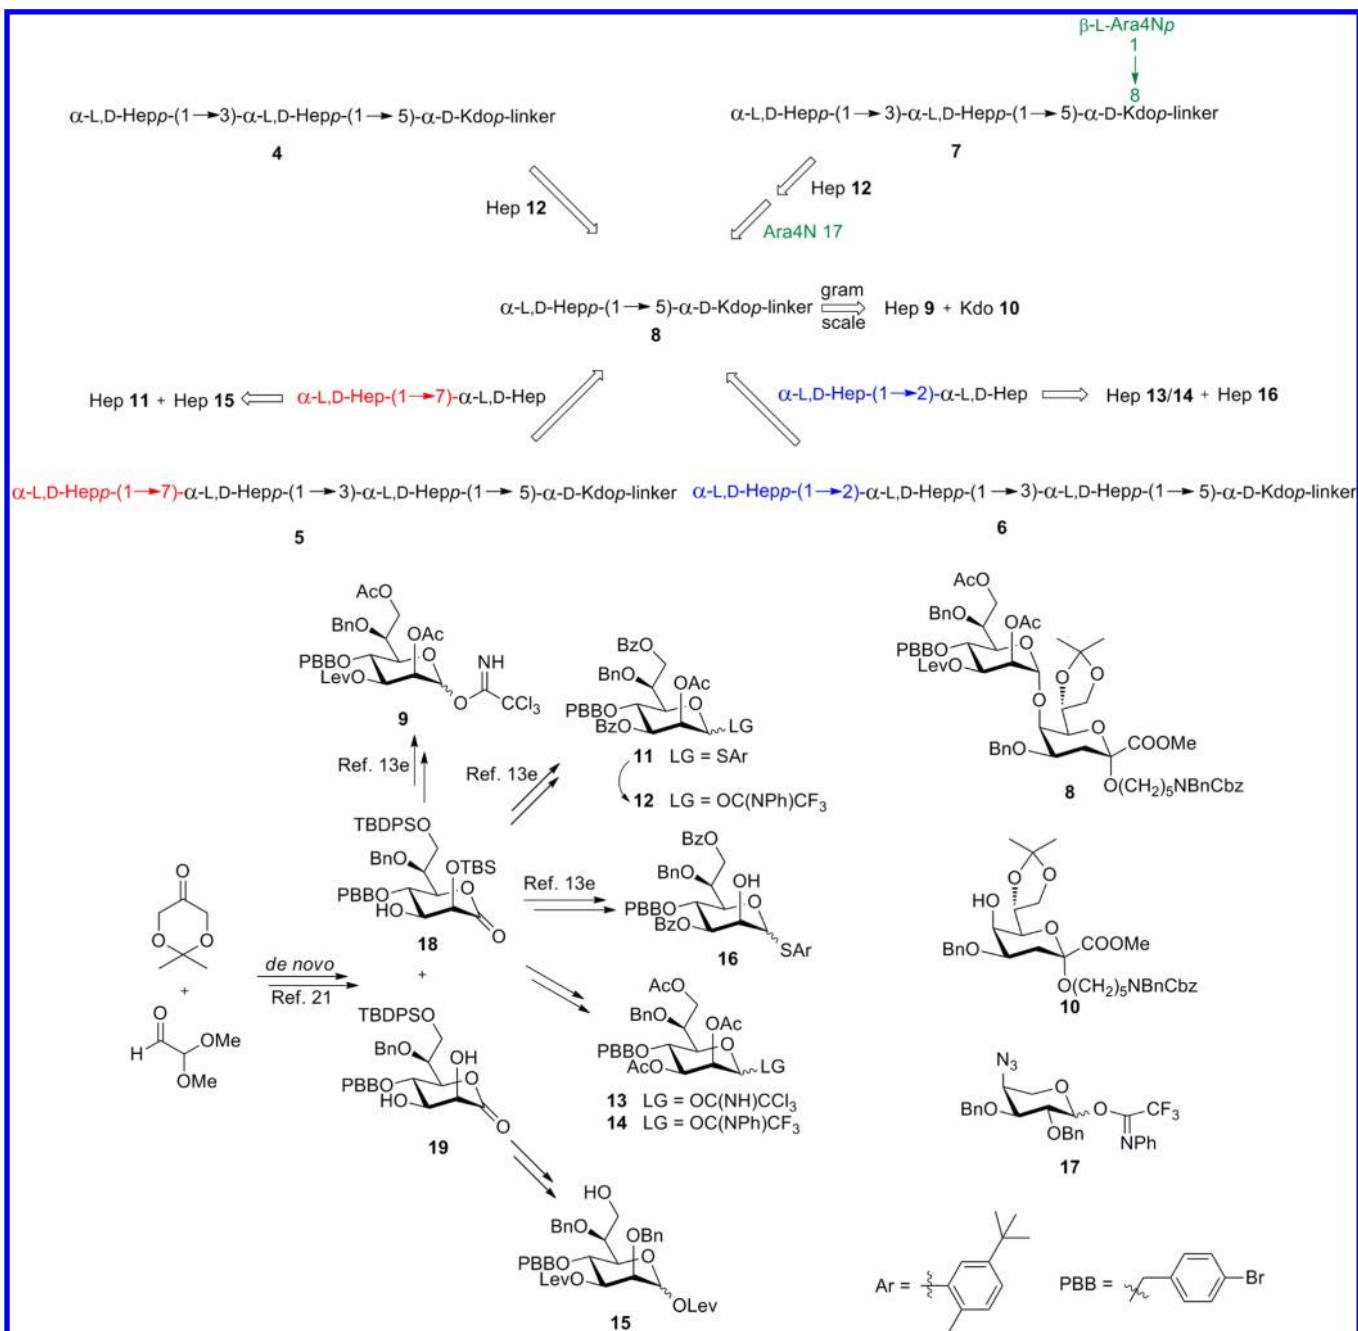 β-L-Ara4Np
1
8
α-L,D-Hepp-(1→3)-α-L,D-Hepp-(1→5)-α-D-Kdop-linker
4
α-L,D-Hepp-(1→3)-α-L,D-Hepp-(1→5)-α-D-Kdop-linker
7
Hep 12
Hep 12
Ara4N 17
α-L,D-Hepp-(1→5)-α-D-Kdop-linker
8
gram
scale
Hep 9 + Kdo 10
Hep 11 + Hep 15
α-L,D-Hep-(1→7)-α-L,D-Hep
α-L,D-Hep-(1→2)-α-L,D-Hep
Hep 13/14 + Hep 16
α-L,D-Hepp-(1→7)-α-L,D-Hepp-(1→3)-α-L,D-Hepp-(1→5)-α-D-Kdop-linker
5
α-L,D-Hepp-(1→2)-α-L,D-Hepp-(1→3)-α-L,D-Hepp-(1→5)-α-D-Kdop-linker
6
AcO
BnO
OAc
PBBO
LevO
O
NH
O
CCl3
9
BzO
BnO
OAc
PBBO
BzO
O
LG
11 LG = SAr
12 LG = OC(NPh)CF3
AcO
BnO
OAc
PBBO
LevO
O
O
O
O
O
BnO
COOMe
O(CH2)5NBnCbz
8
Ref. 13e
Ref. 13e
TBDPSO
BnO
OTBS
PBBO
HO
O
O
18
+
Ref. 13e
BzO
BnO
OH
PBBO
BzO
O
SAr
16
O
O
HO
O
BnO
COOMe
O(CH2)5NBnCbz
10
O
O
O
+
O
H
OMe
OMe
de novo
Ref. 21
TBDPSO
BnO
OH
PBBO
HO
O
O
19
AcO
BnO
OAc
PBBO
AcO
O
LG
13 LG = OC(NH)CCl3
14 LG = OC(NPh)CF3
N3
O
BnO
OBn
O
CF3
NPh
17
HO
BnO
OBn
PBBO
LevO
O
OLev
15
Ar =
PBB =
Br